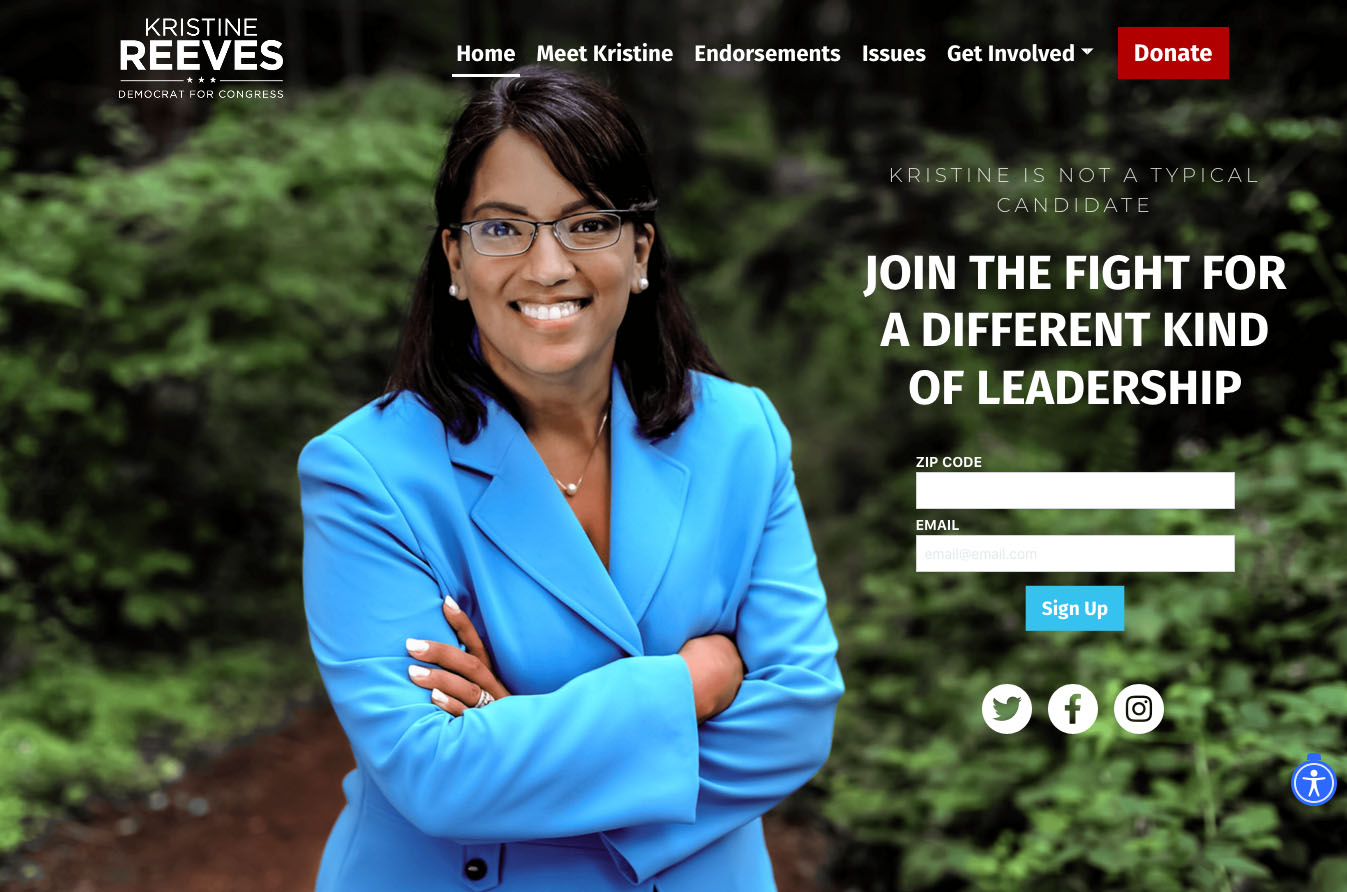 KRISTINE
REEVES
DEMOCRAT FOR CONGRESS
Home Meet Kristine Endorsements Issues Get Involved Donate
KRISTINE IS NOT A TYPICAL
CANDIDATE
JOIN THE FIGHT FOR
A DIFFERENT KIND
OF LEADERSHIP
ZIP CODE
EMAIL
email@email.com
Sign Up